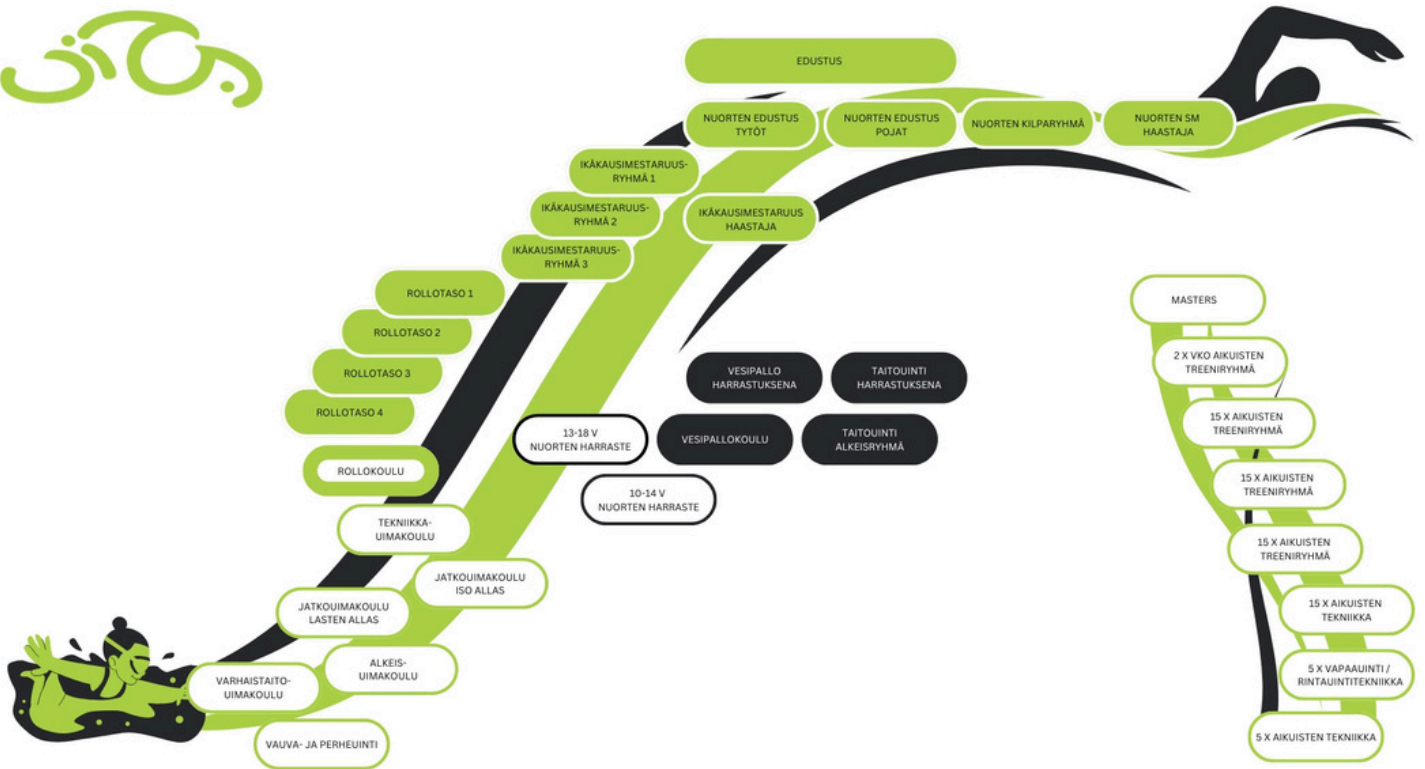 EDUSTUS
NUORTEN EDUSTUS
TYTÖT
NUORTEN EDUSTUS
POJAT
NUORTEN KILPARYHMÄ
NUORTEN SM
HAASTAJA
IKÄKAUSIMESTARUUS-
RYHMÄ 1
IKÄKAUSIMESTARUUS-
RYHMÄ 2
IKÄKAUSIMESTARUUS
HAASTAJA
IKÄKAUSIMESTARUUS-
RYHMÄ 3
ROLLOTASO 1
ROLLOTASO 2
ROLLOTASO 3
ROLLOTASO 4
ROLLOKOULU
VESIPALLO
HARRASTUKSENA
TAITOUINTI
HARRASTUKSENA
13-18 V
NUORTEN HARRASTE
VESIPALLOKOULU
TAITOUINTI
ALKEISRYHMÄ
10-14 V
NUORTEN HARRASTE
TEKNIIKKA-
UIMAKOULU
JATKOUIMAKOULU
ISO ALLAS
JATKOUIMAKOULU
LASTEN ALLAS
ALKEIS-
UIMAKOULU
VARHAISTAITO-
UIMAKOULU
VAUVA- JA PERHEUINTI
MASTERS
2 X VKO AIKUISTEN
TREENIRYHMÄ
15 X AIKUISTEN
TREENIRYHMÄ
15 X AIKUISTEN
TREENIRYHMÄ
15 X AIKUISTEN
TREENIRYHMÄ
15 X AIKUISTEN
TEKNIIKKA
5 X VAPAAUINTI /
RINTAUINTITEKNIIKKA
5 X AIKUISTEN TEKNIIKKA